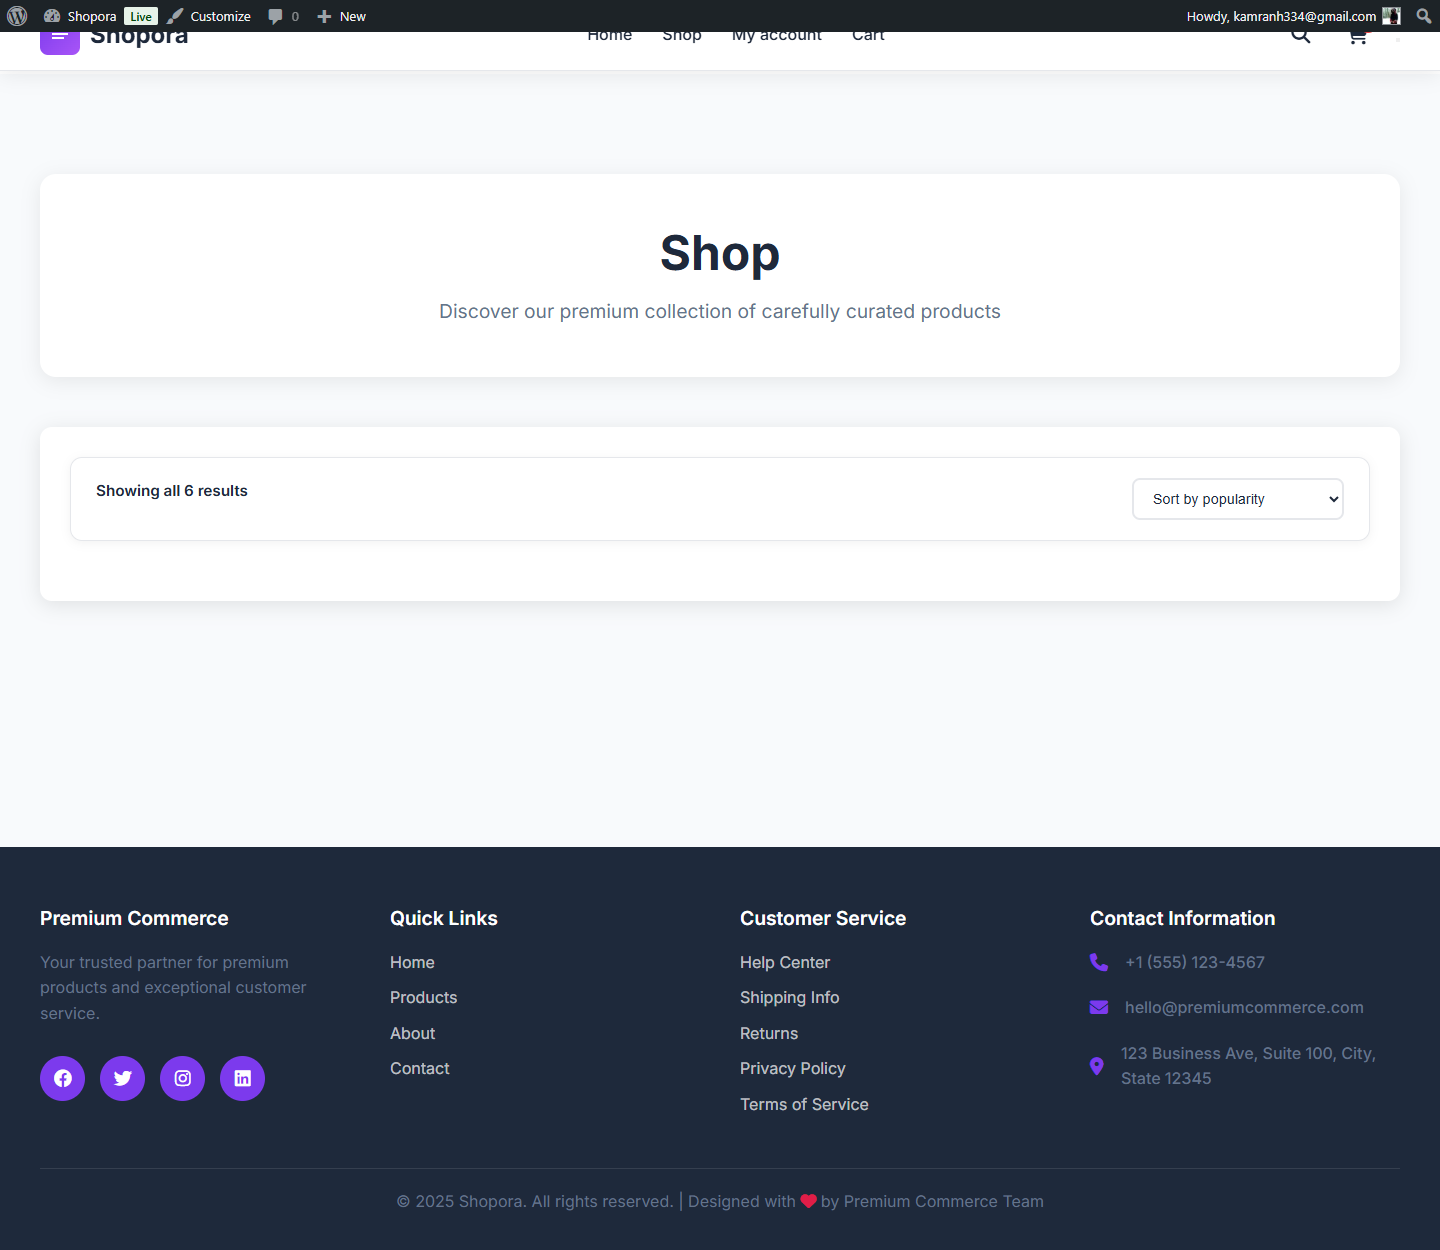 Shopora Live Customize 0 New Howdy, kamranh334@gmail.com
Shopora Home Shop My account Cart
Shop
Discover our premium collection of carefully curated products
Showing all 6 results
Sort by popularity
Premium Commerce
Your trusted partner for premium
products and exceptional customer
service.
Quick Links
Home
Products
About
Contact
Customer Service
Help Center
Shipping Info
Returns
Privacy Policy
Terms of Service
Contact Information
+1 (555) 123-4567
hello@premiumcommerce.com
123 Business Ave, Suite 100, City,
State 12345
© 2025 Shopora. All rights reserved. | Designed with ❤ by Premium Commerce Team